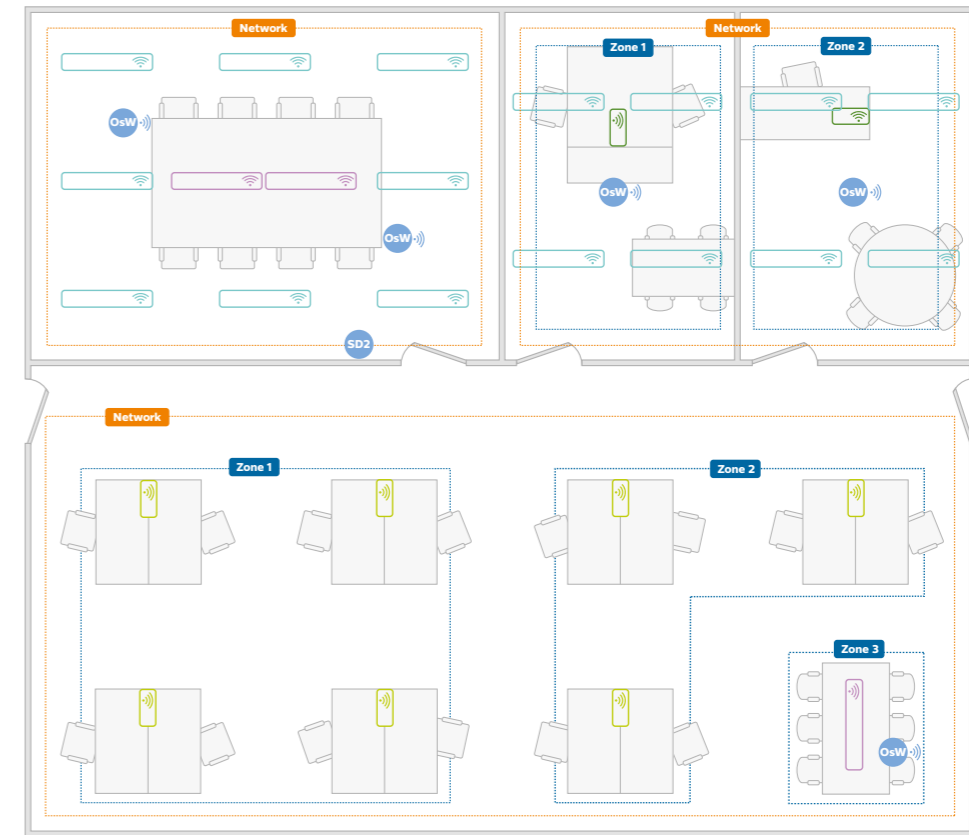 Network
Network
Zone 1
Zone 2
OsW
OsW
OsW
OsW
SD2
Network
Zone 1
Zone 2
Zone 3
OsW